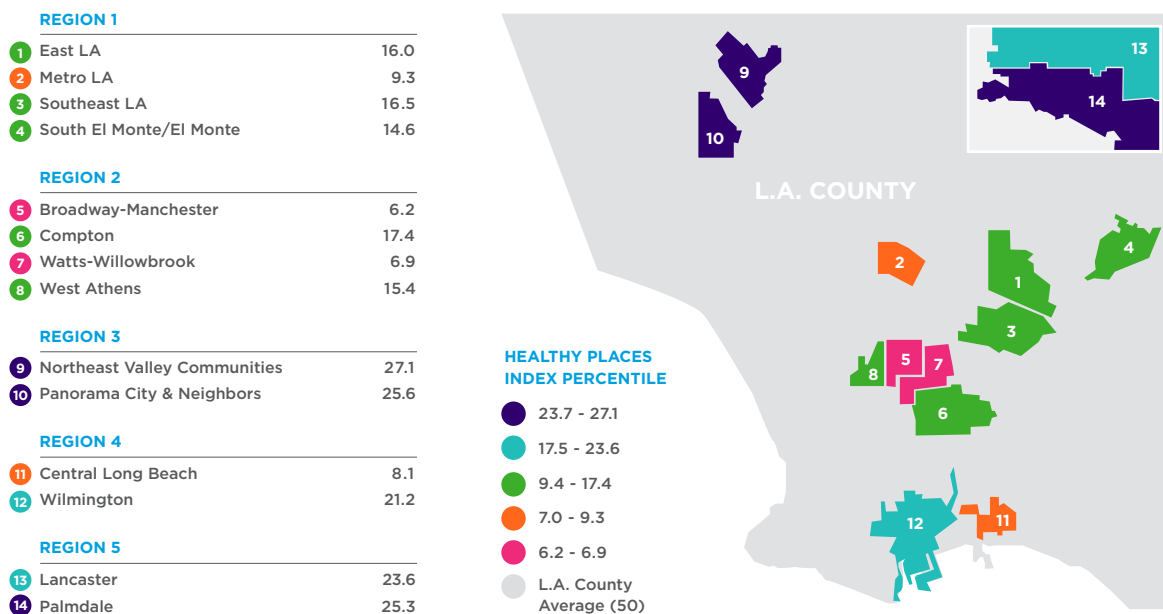 REGION 1
1 East LA 16.0
2 Metro LA 9.3
3 Southeast LA 16.5
4 South El Monte/El Monte 14.6
REGION 2
5 Broadway-Manchester 6.2
6 Compton 17.4
7 Watts-Willowbrook 6.9
8 West Athens 15.4
REGION 3
9 Northeast Valley Communities 27.1
10 Panorama City & Neighbors 25.6
REGION 4
11 Central Long Beach 8.1
12 Wilmington 21.2
REGION 5
13 Lancaster 23.6
14 Palmdale 25.3
HEALTHY PLACES
INDEX PERCENTILE
23.7 - 27.1
17.5 - 23.6
9.4 - 17.4
7.0 - 9.3
6.2 - 6.9
L.A. County
Average (50)
9
10
13
14
L.A. COUNTY
4
2
1
3
5
7
8
6
12
11